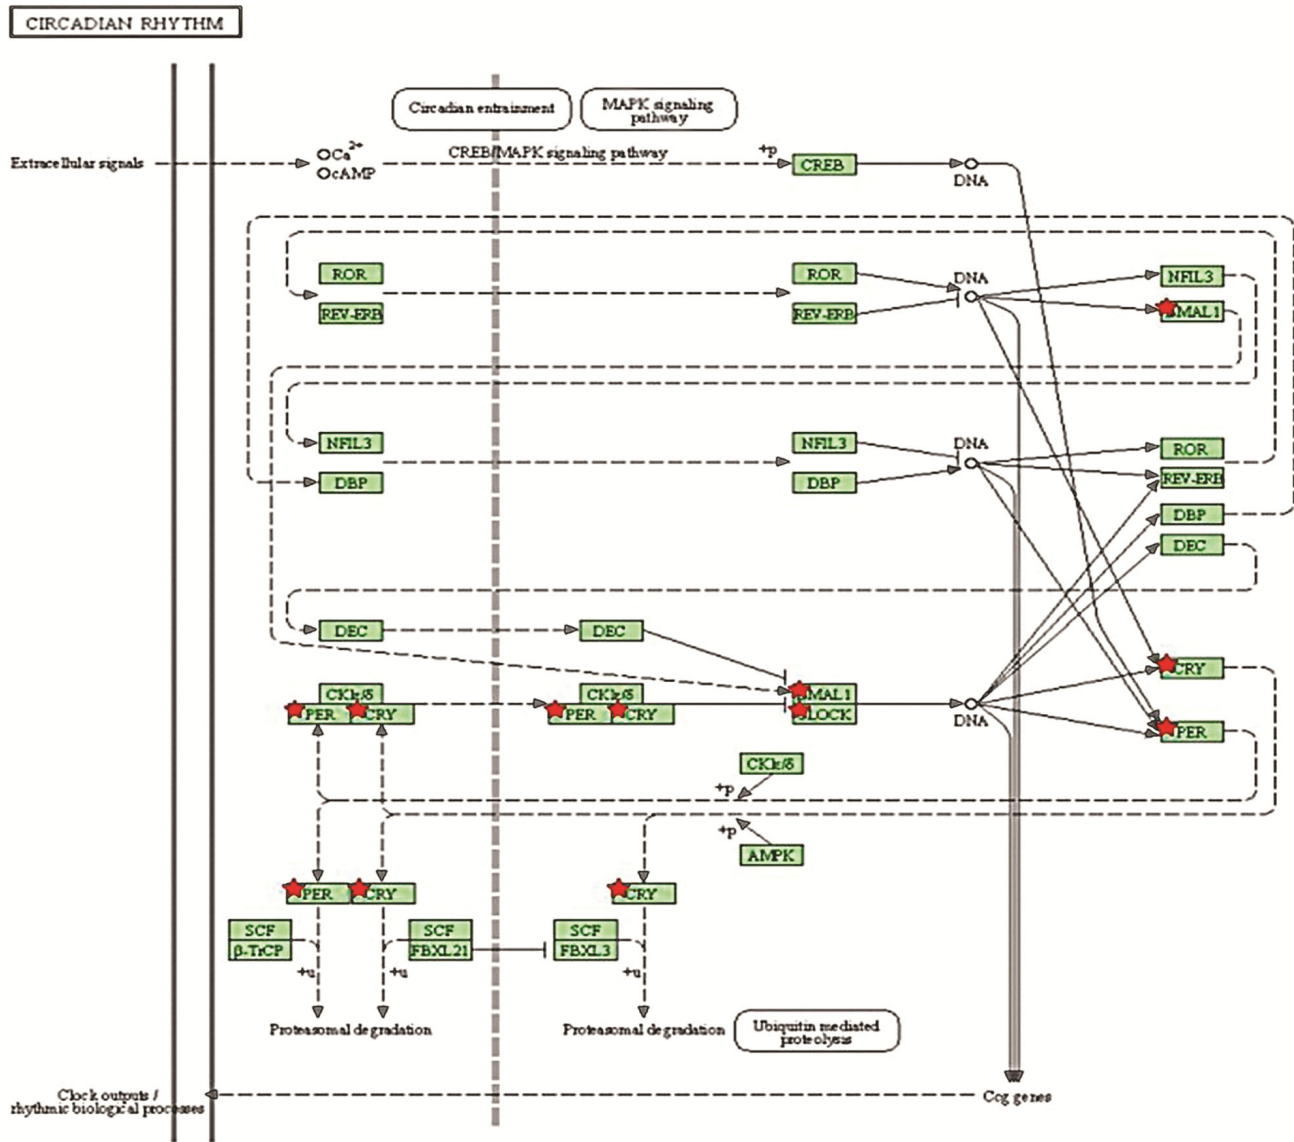 CIRCADIAN RHYTHM
Circadian entrainment
MAPK signaling
pathway
Extracellular signals
Ca2+
cAMP
CREB/MAPK signaling pathway
+p
CREB
DNA
ROR
REV-ERB
ROR
REV-ERB
DNA
NFIL3
MAL1
NFIL3
DBP
NFIL3
DBP
DNA
ROR
REV-ERB
DBP
DEC
DEC
DEC
CKIε/δ
PER
CRY
CKIε/δ
PER
CRY
MAL1
LOCK
DNA
CRY
PER
CKIε/δ
+p
+p
AMPK
PER
CRY
CRY
SCF
β-TrCP
+u
SCF
FBXL21
+u
SCF
FBXL3
+u
Proteasomal degradation
Proteasomal degradation
Ubiquitin mediated
proteolysis
Clock outputs /
rhythmic biological processes
Ccg genes